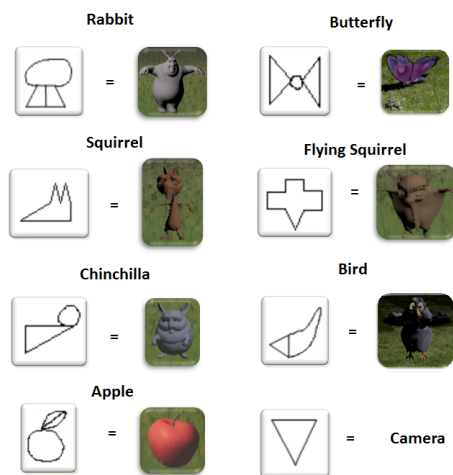 Rabbit
Butterfly
=
=
Squirrel
Flying Squirrel
=
=
Chinchilla
Bird
=
=
Apple
=
= Camera